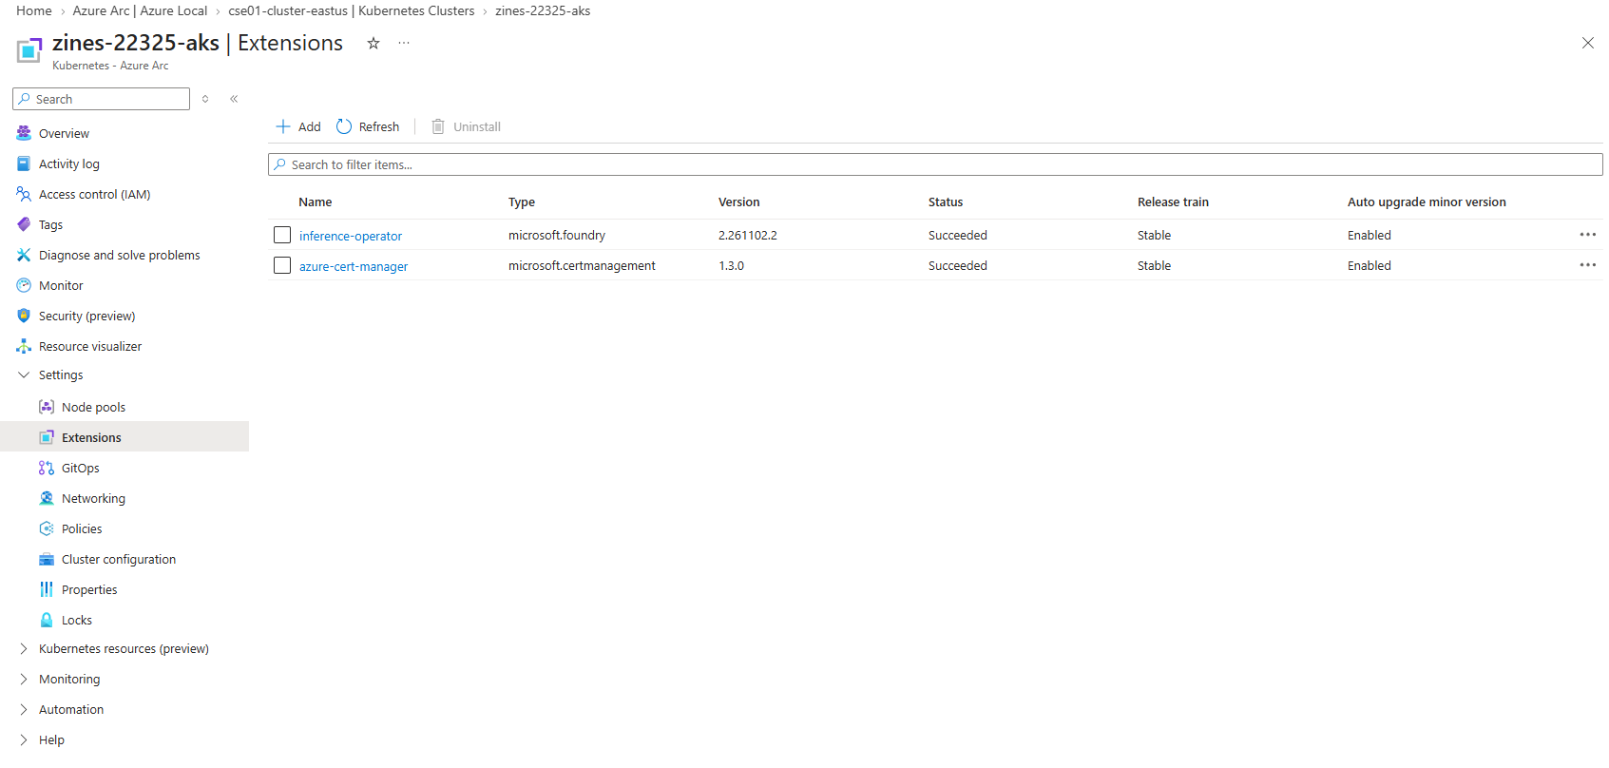 Home > Azure Arc | Azure Local > cse01-cluster-eastus | Kubernetes Clusters > zines-22325-aks
zines-22325-aks | Extensions
Kubernetes - Azure Arc
Search
Overview
Activity log
Access control (IAM)
Tags
Diagnose and solve problems
Monitor
Security (preview)
Resource visualizer
Settings
Node pools
Extensions
GitOps
Networking
Policies
Cluster configuration
Properties
Locks
Kubernetes resources (preview)
Monitoring
Automation
Help
Add Refresh Uninstall
Search to filter items...
Name Type Version Status Release train Auto upgrade minor version
inference-operator microsoft.foundry 2.261102.2 Succeeded Stable Enabled
azure-cert-manager microsoft.certmanagement 1.3.0 Succeeded Stable Enabled